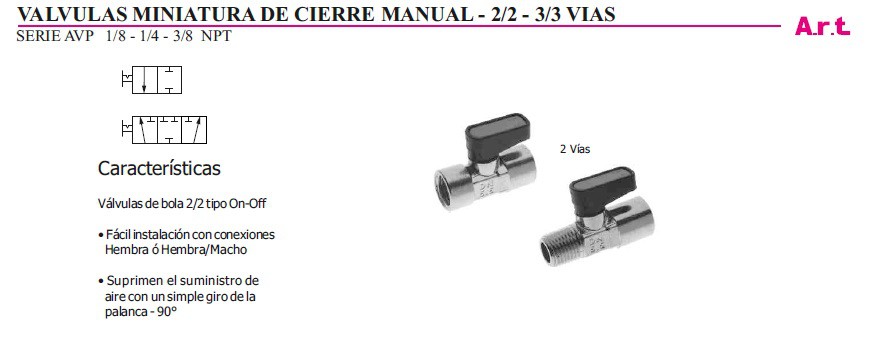 VALVULAS MINIATURA DE CIERRE MANUAL - 2/2 - 3/3 VIAS
SERIE AVP 1/8 - 1/4 - 3/8 NPT
A.r.t.
Características
Válvulas de bola 2/2 tipo On-Off
• Fácil instalación con conexiones
Hembra ó Hembra/Macho
• Suprimen el suministro de
aire con un simple giro de la
palanca - 90°
2 Vías